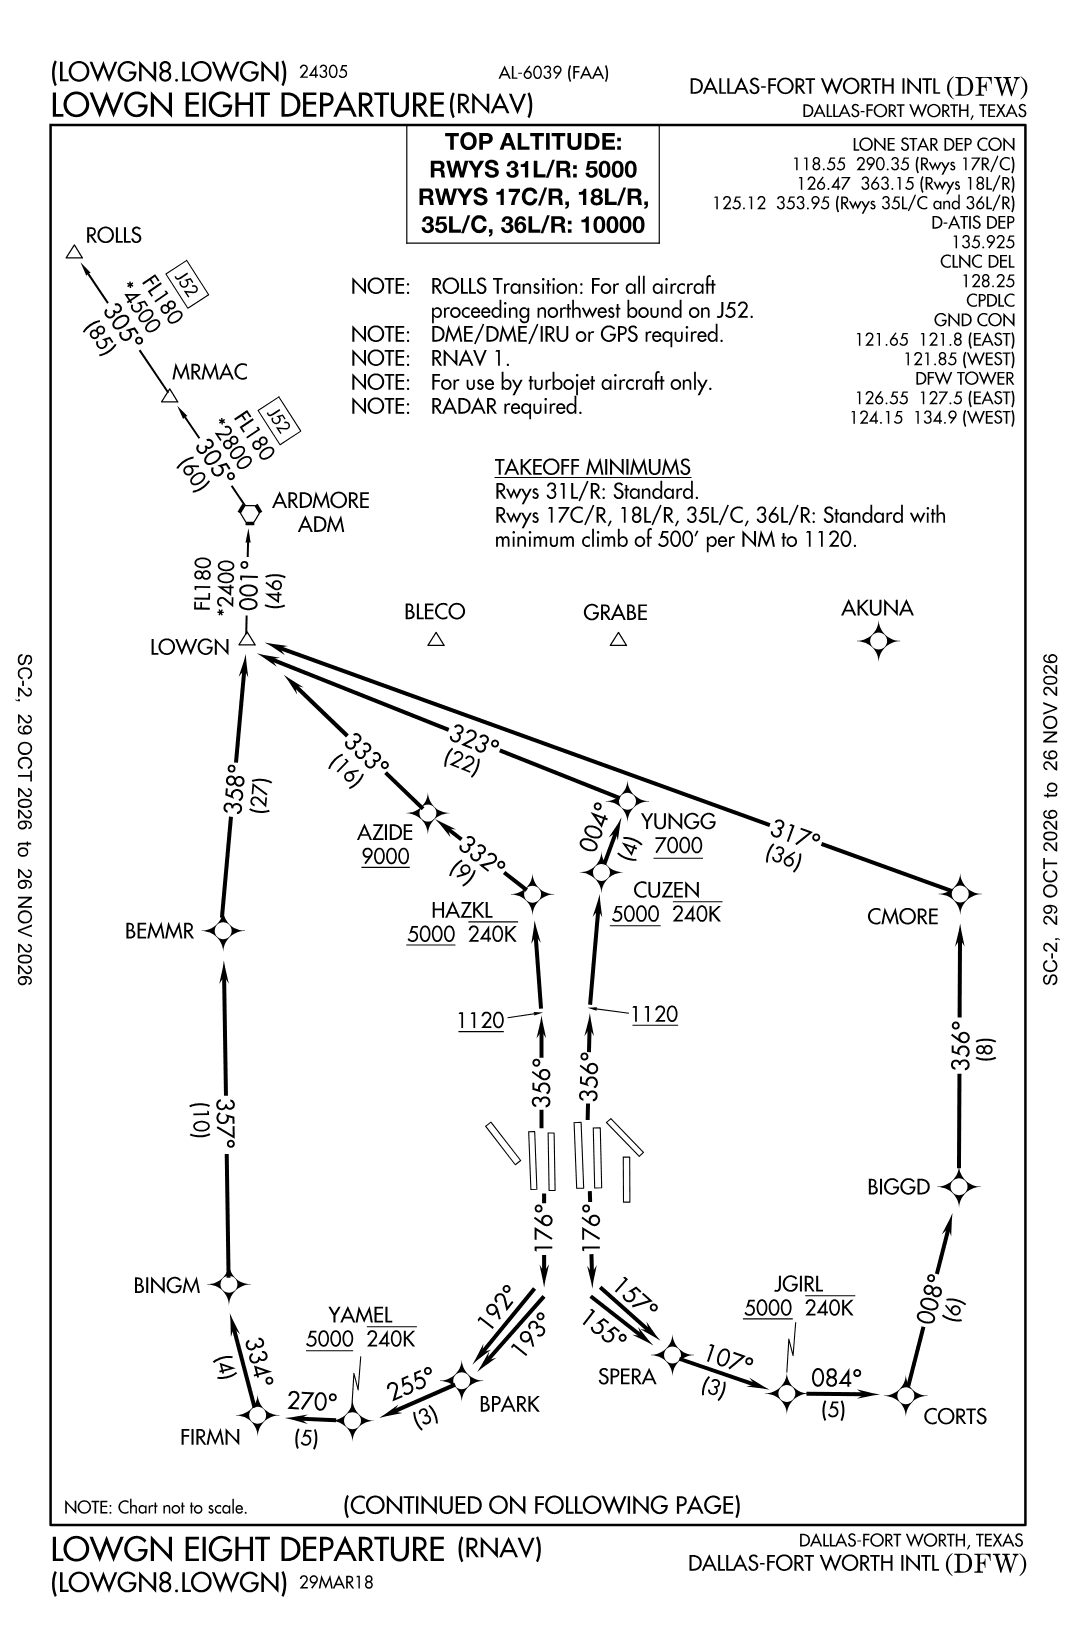 (LOWGN8.LOWGN) 24305
AL-6039 (FAA)
LOWGN EIGHT DEPARTURE (RNAV)
DALLAS-FORT WORTH INTL (DFW)
DALLAS-FORT WORTH, TEXAS
TOP ALTITUDE:
RWYS 31L/R: 5000
RWYS 17C/R, 18L/R,
35L/C, 36L/R: 10000
LONE STAR DEP CON
118.55 290.35 (Rwys 17R/C)
126.47 363.15 (Rwys 18L/R)
125.12 353.95 (Rwys 35L/C and 36L/R)
D-ATIS DEP
135.925
CLNC DEL
128.25
CPDLC
GND CON
121.65 121.8 (EAST)
121.85 (WEST)
DFW TOWER
126.55 127.5 (EAST)
124.15 134.9 (WEST)
NOTE: ROLLS Transition: For all aircraft
proceeding northwest bound on J52.
NOTE: DME/DME/IRU or GPS required.
NOTE: RNAV 1.
NOTE: For use by turbojet aircraft only.
NOTE: RADAR required.
TAKEOFF MINIMUMS
Rwys 31L/R: Standard.
Rwys 17C/R, 18L/R, 35L/C, 36L/R: Standard with
minimum climb of 500' per NM to 1120.
ROLLS
J52
FL180
*4500
305°
(85)
MRMAC
J52
FL180
*2800
305°
(60)
ARDMORE
ADM
FL180
*2400
001°
(46)
LOWGN
BLECO
GRABE
AKUNA
323°
(22)
333°
(16)
317°
(36)
358°
(27)
AZIDE
9000
332°
(9)
004°
(4)
YUNGG
7000
CUZEN
5000 240K
HAZKL
5000 240K
CMORE
BEMMR
1120
1120
356°
356°
356°
(8)
357°
(10)
176°
176°
BIGGD
BINGM
192°
193°
157°
155°
JGIRL
5000 240K
008°
(6)
YAMEL
5000 240K
334°
(4)
SPERA
107°
(3)
084°
(5)
CORTS
255°
(3)
BPARK
270°
(5)
FIRMN
NOTE: Chart not to scale.
(CONTINUED ON FOLLOWING PAGE)
LOWGN EIGHT DEPARTURE (RNAV)
(LOWGN8.LOWGN) 29MAR18
DALLAS-FORT WORTH, TEXAS
DALLAS-FORT WORTH INTL (DFW)
SC-2, 29 OCT 2026 to 26 NOV 2026
SC-2, 29 OCT 2026 to 26 NOV 2026